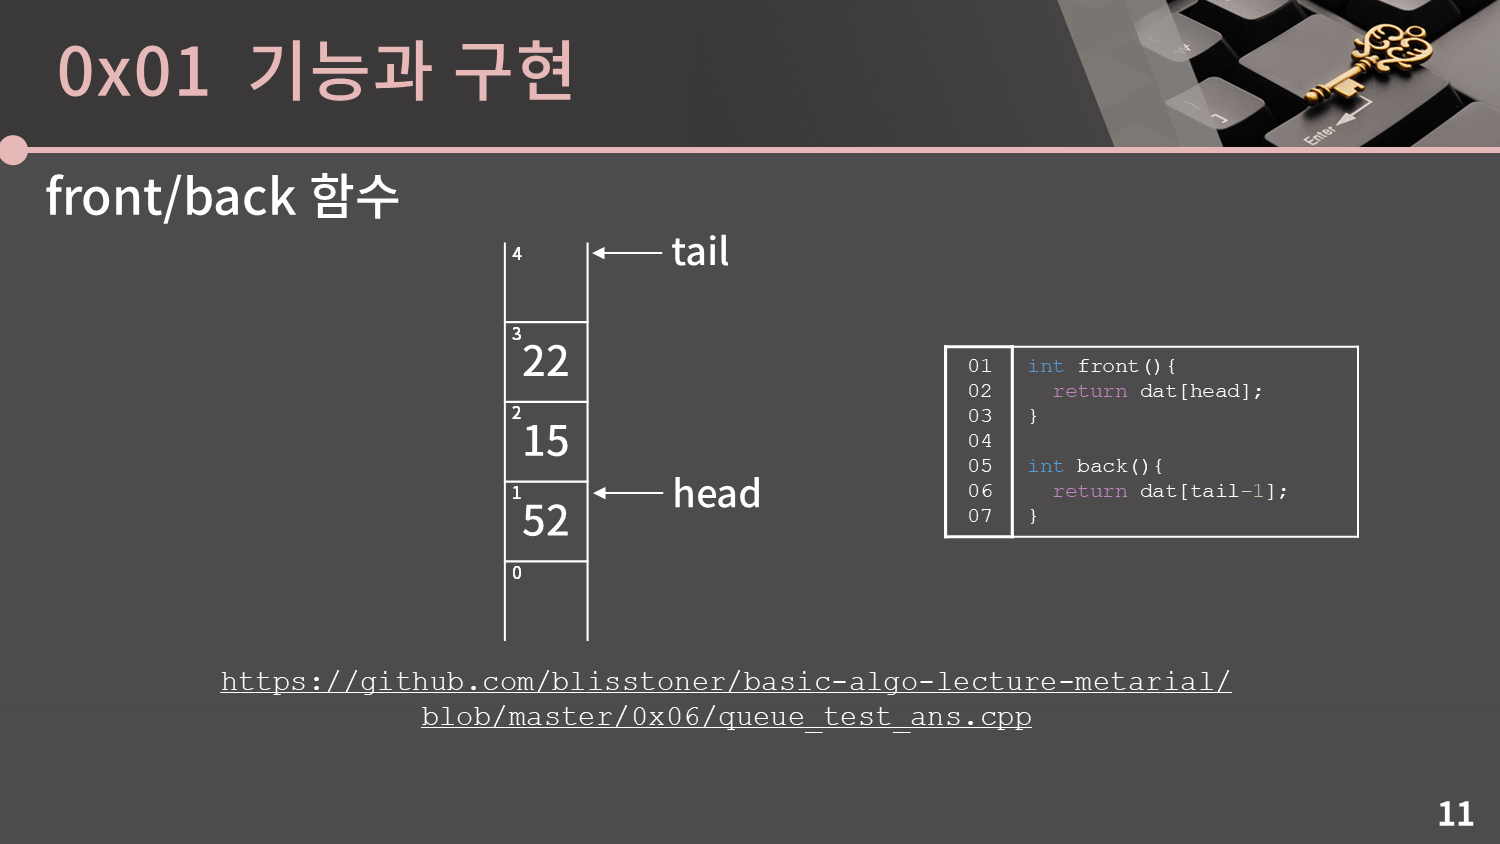 0x01 기능과 구현
Enter
front/back 함수
4
tail
3
22
2
15
1
head
52
0
01 int front(){
02   return dat[head];
03 }
04
05 int back(){
06   return dat[tail-1];
07 }
https://github.com/blisstoner/basic-algo-lecture-metarial/
blob/master/0x06/queue_test_ans.cpp
11